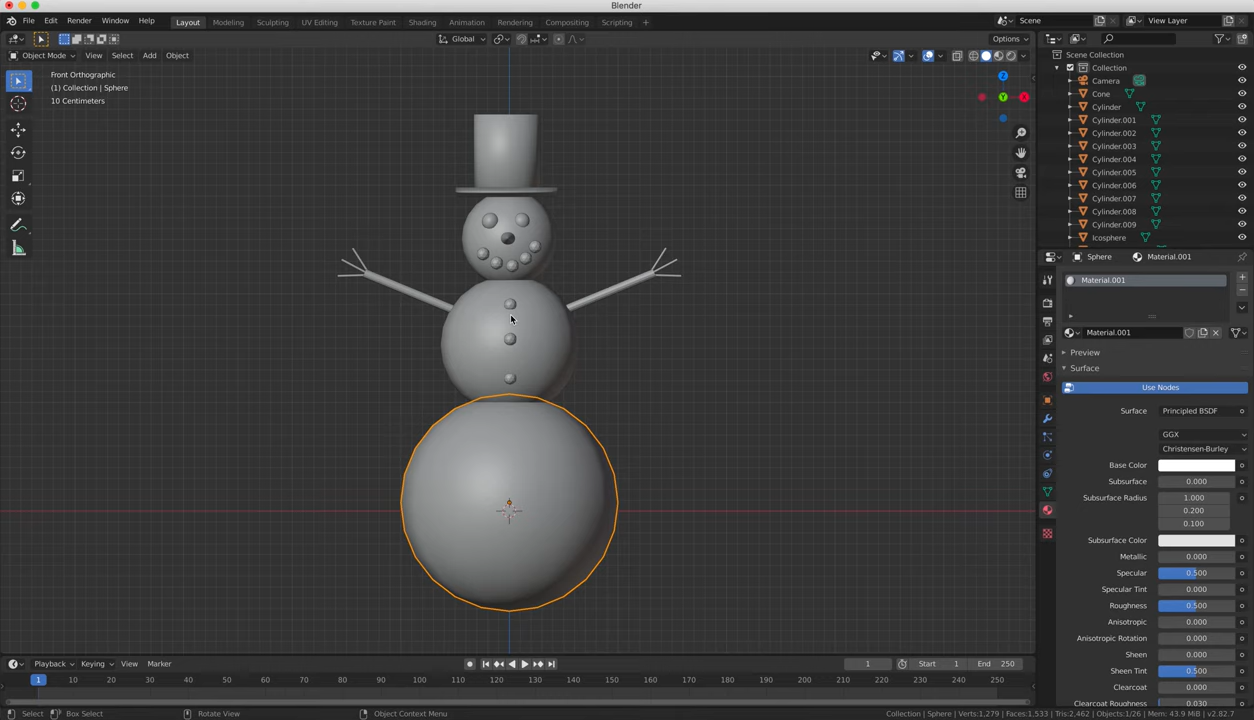 Blender
File Edit Render Window Help Layout Modeling Sculpting UV Editing Texture Paint Shading Animation Rendering Compositing Scripting Scene View Layer
Global Options
Object Mode View Select Add Object
Front Orthographic
(1) Collection | Sphere
10 Centimeters
Scene Collection
Collection
Camera
Cone
Cylinder
Cylinder.001
Cylinder.002
Cylinder.003
Cylinder.004
Cylinder.005
Cylinder.006
Cylinder.007
Cylinder.008
Cylinder.009
Icosphere
Z
Y
X
Sphere Material.001
Material.001
Material.001
Preview
Surface
Use Nodes
Surface Principled BSDF
GGX
Christensen-Burley
Base Color
Subsurface 0.000
Subsurface Radius 1.000
0.200
0.100
Subsurface Color
Metallic 0.000
Specular 0.500
Specular Tint 0.000
Roughness 0.500
Anisotropic 0.000
Anisotropic Rotation 0.000
Sheen 0.000
Sheen Tint 0.500
Clearcoat 0.000
Clearcoat Roughness 0.030
Playback Keying View Marker 1 Start 1 End 250
1 10 20 30 40 50 60 70 80 90 100 110 120 130 140 150 160 170 180 190 200 210 220 230 240 250
Select Box Select Rotate View Object Context Menu Collection | Sphere | Verts:1,279 | Faces:1,533 | Tris:2,462 | Objects:1/26 | Mem: 43.9 MiB | v2.82.7